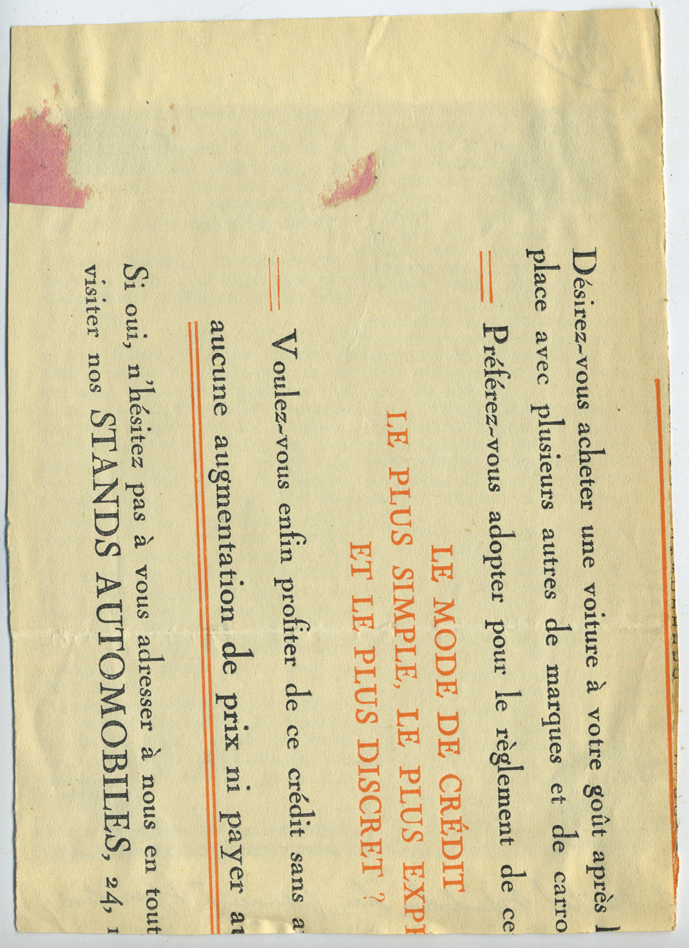 Désirez-vous acheter une voiture à votre goût après
place avec plusieurs autres de marques et de carro
Préférez-vous adopter pour le règlement de ce
LE MODE DE CRÉDIT
LE PLUS SIMPLE, LE PLUS EXP
ET LE PLUS DISCRET ?
Voulez-vous enfin profiter de ce crédit sans a
aucune augmentation de prix ni payer au
Si oui, n'hésitez pas à vous adresser à nous en tout
visiter nos STANDS AUTOMOBILES, 24,